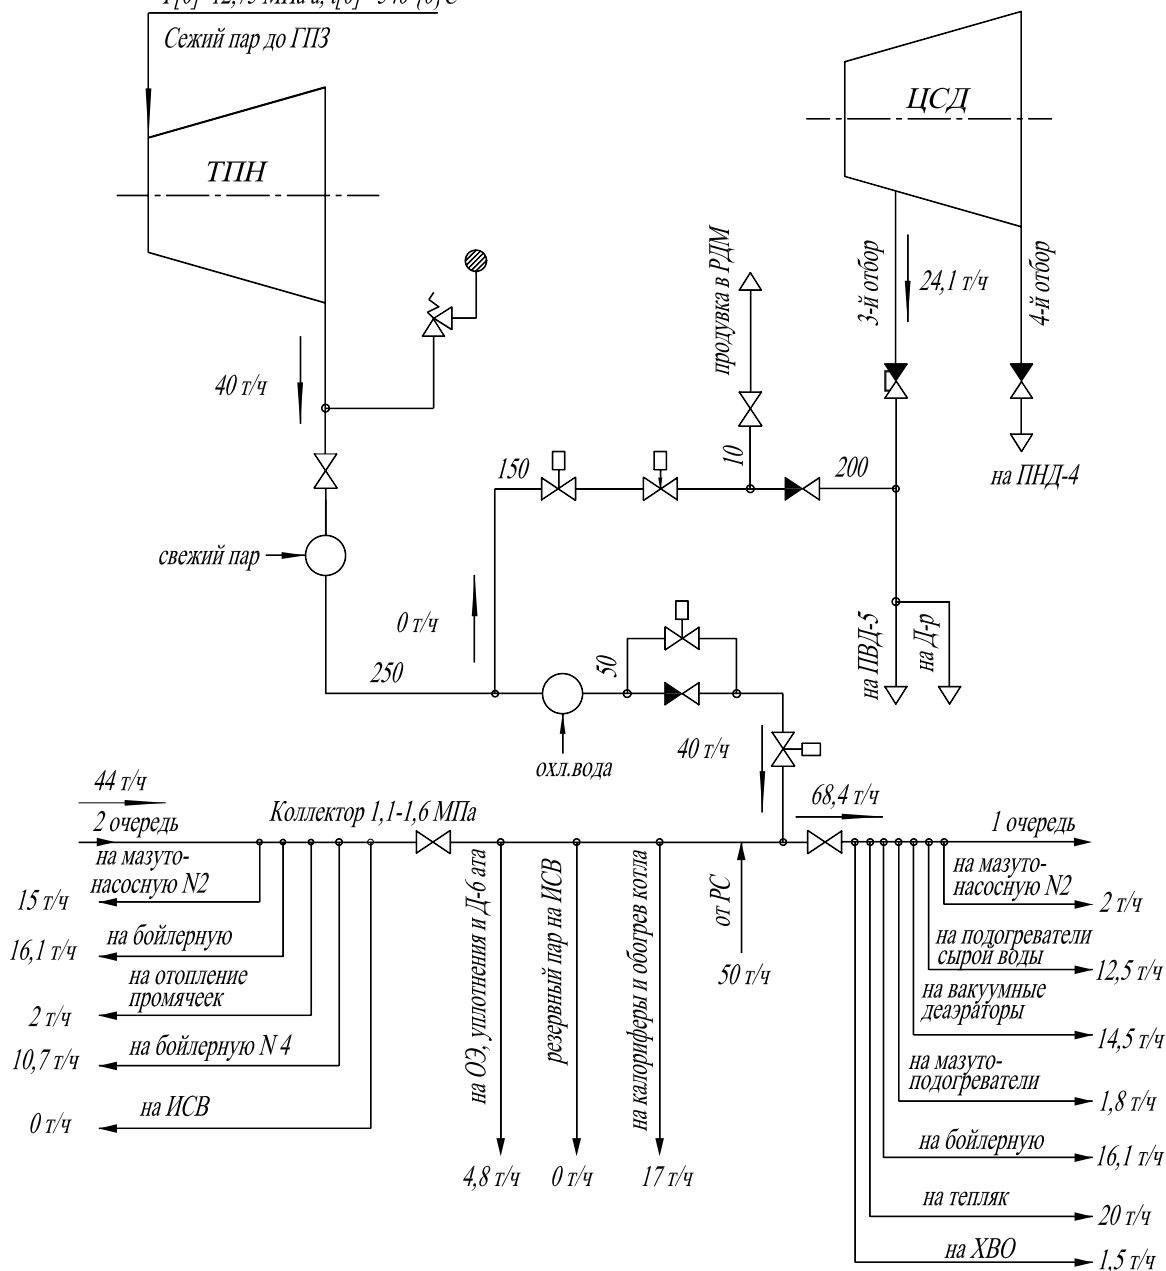 Сежий пар до ГПЗ
ТПН
ЦСД
40 т/ч
продувка в РДМ
3-й отбор
24,1 т/ч
4-й отбор
150
10
200
на ПНД-4
свежий пар
0 т/ч
250
50
на ПВД-5
на Д-р
40 т/ч
охл.вода
44 т/ч
2 очередь
Коллектор 1,1-1,6 МПа
68,4 т/ч
1 очередь
на мазуто-
насосную N2
15 т/ч
на бойлерную
16,1 т/ч
на отопление
промячеек
2 т/ч
на бойлерную N 4
10,7 т/ч
на ИСВ
0 т/ч
на ОЭ, уплотнения и Д-6 ата
4,8 т/ч
резервный пар на ИСВ
0 т/ч
на калориферы и обогрев котла
17 т/ч
от РС
50 т/ч
на мазуто-
насосную N2
2 т/ч
на подогреватели
сырой воды
12,5 т/ч
на вакуумные
деаэраторы
14,5 т/ч
на мазуто-
подогреватели
1,8 т/ч
на бойлерную
16,1 т/ч
на тепляк
20 т/ч
на ХВО
1,5 т/ч